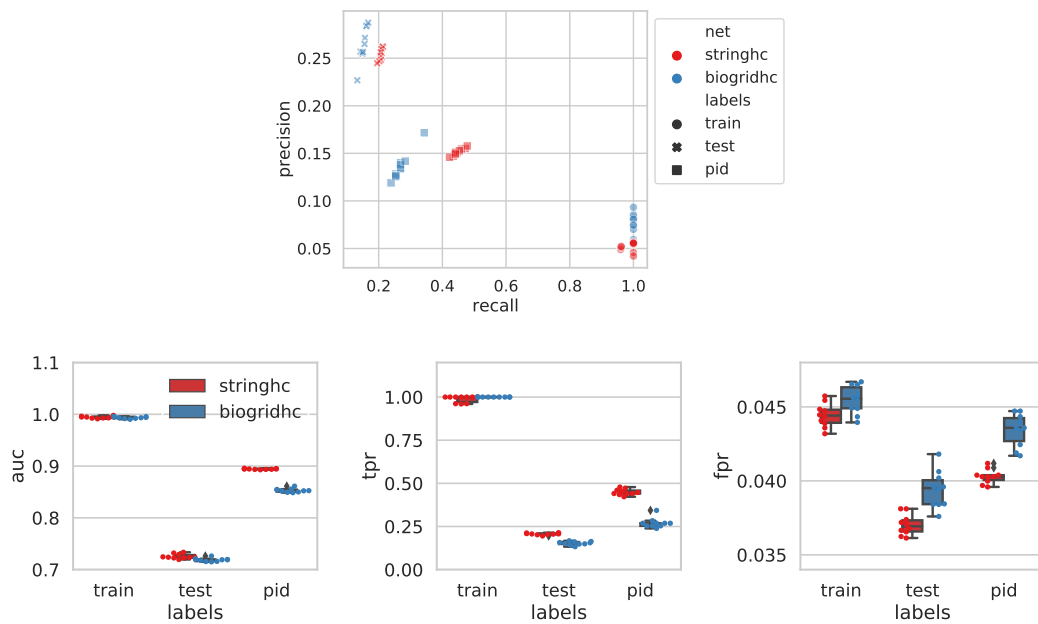 precision
0.25
0.20
0.15
0.10
0.05
0.2 0.4 0.6 0.8 1.0
recall
net
stringhc
biogridhc
labels
train
test
pid
auc
1.1
1.0
0.9
0.8
0.7
stringhc
biogridhc
train test pid
labels
tpr
1.00
0.75
0.50
0.25
0.00
train test pid
labels
fpr
0.045
0.040
0.035
train test pid
labels